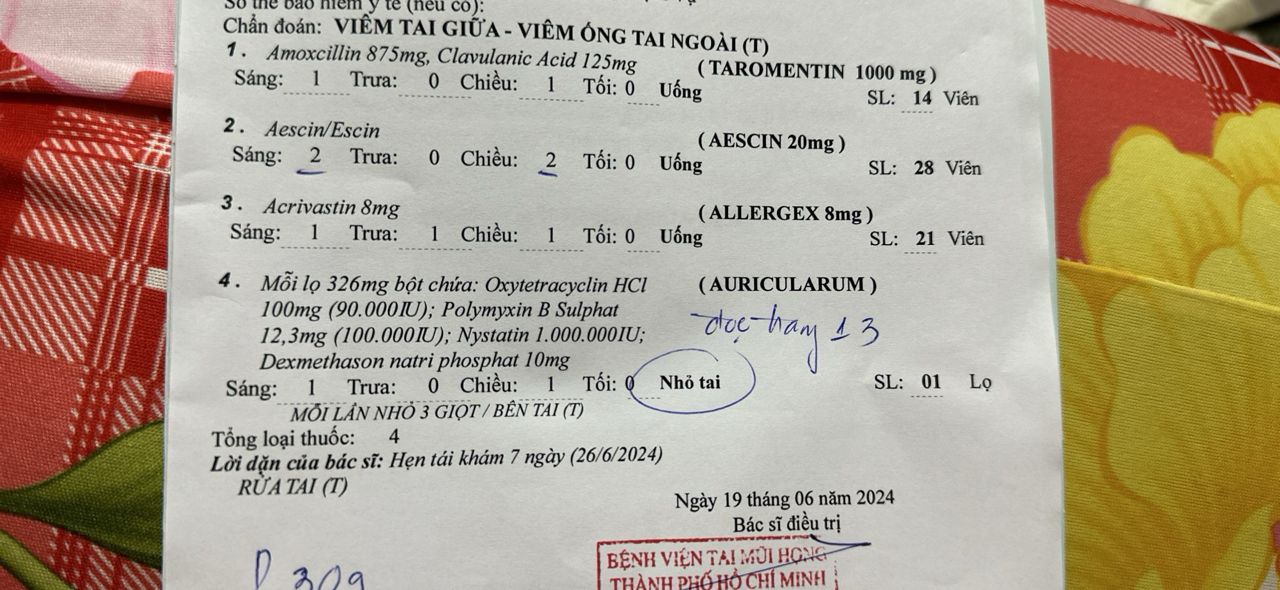 Số thẻ bảo hiểm y tế (nếu có):
Chẩn đoán: VIÊM TAI GIỮA - VIÊM ỐNG TAI NGOÀI (T)
1. Amoxcillin 875mg, Clavulanic Acid 125mg (TAROMENTIN 1000 mg)
Sáng: 1 Trưa: 0 Chiều: 1 Tối: 0 Uống SL: 14 Viên
2. Aescin/Escin (AESCIN 20mg)
Sáng: 2 Trưa: 0 Chiều: 2 Tối: 0 Uống SL: 28 Viên
3. Acrivastin 8mg (ALLERGEX 8mg)
Sáng: 1 Trưa: 1 Chiều: 1 Tối: 0 Uống SL: 21 Viên
4. Mỗi lọ 326mg bột chứa: Oxytetracyclin HCl (AURICULARUM)
100mg (90.000IU); Polymyxin B Sulphat
12,3mg (100.000IU); Nystatin 1.000.000IU;
Dexmethason natri phosphat 10mg
Sáng: 1 Trưa: 0 Chiều: 1 Tối: 0 Nhỏ tai SL: 01 Lọ
MỖI LẦN NHỎ 3 GIỌT / BÊN TAI (T)
Tổng loại thuốc: 4
Lời dặn của bác sĩ: Hẹn tái khám 7 ngày (26/6/2024)
RỬA TAI (T)
Ngày 19 tháng 06 năm 2024
Bác sĩ điều trị
BỆNH VIỆN TAI MŨI HỌNG
THÀNH PHỐ HỒ CHÍ MINH